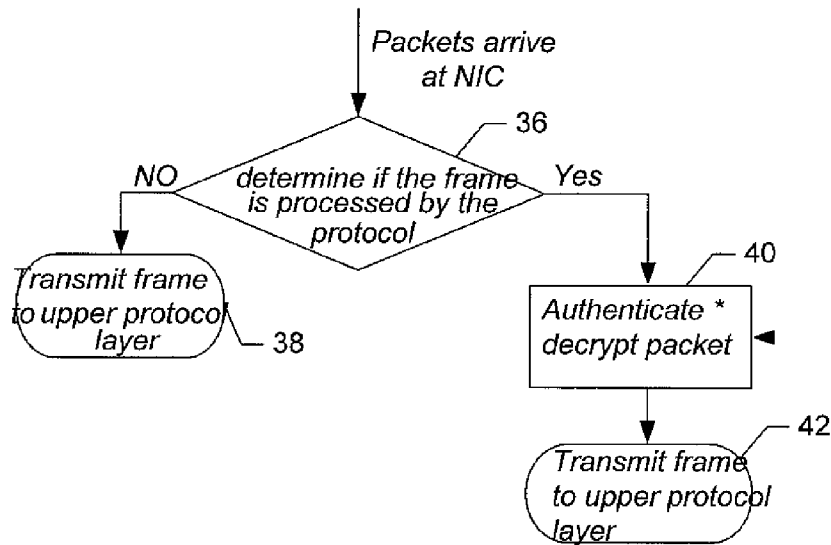 Packets arrive
at NIC
36
NO
determine if the frame
is processed by the
protocol
Yes
Transmit frame
to upper protocol
layer
38
40
Authenticate *
decrypt packet
42
Transmit frame
to upper protocol
layer